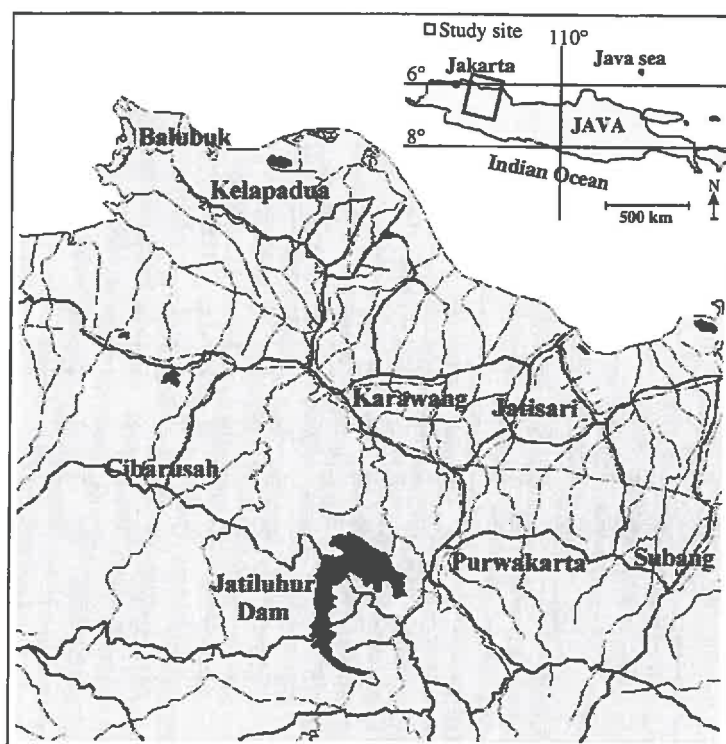 110°
□ Study site
Java sea
6°
Jakarta
JAVA
8°
Indian Ocean
N
500 km
Balubuk
Kelapadua
Karawang
Jatisari
Cibarusah
Purwakarta
Subang
Jatiluhur
Dam